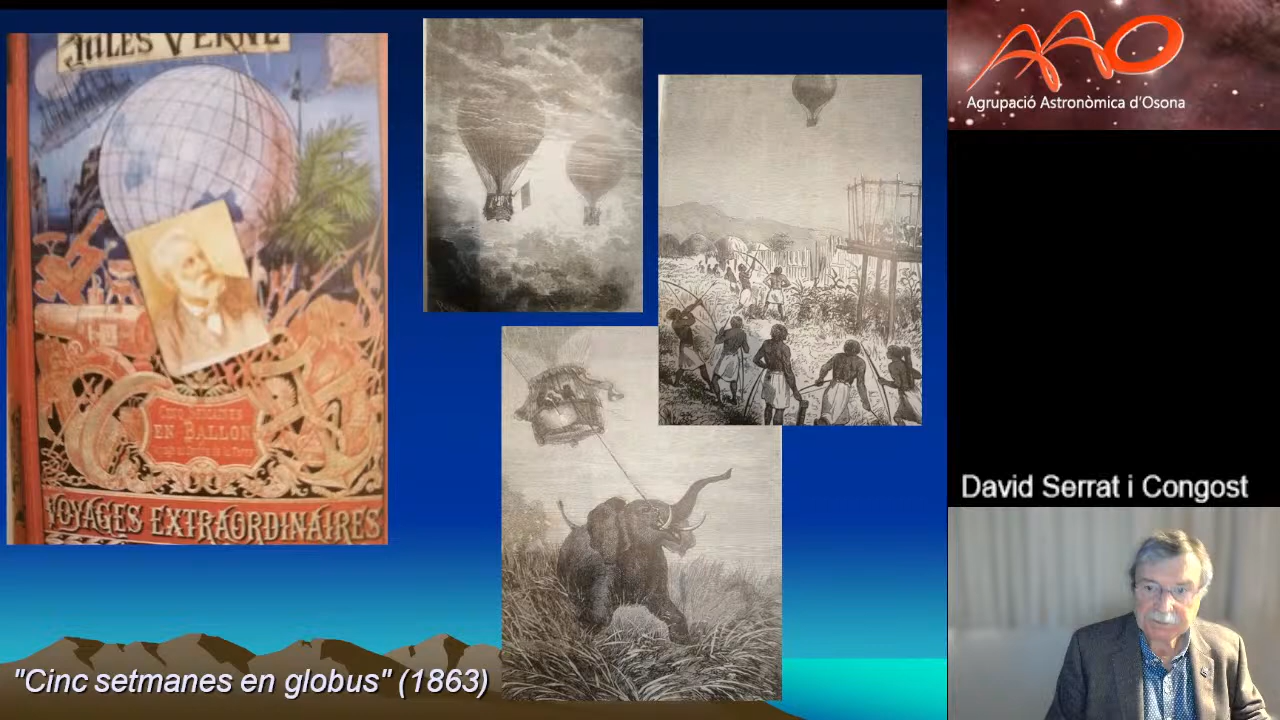 JULES VERNE
CINQ SEMAINES
EN BALLON
VOYAGES EXTRAORDINAIRES
"Cinc setmanes en globus" (1863)
AAO
Agrupació Astronòmica d'Osona
David Serrat i Congost